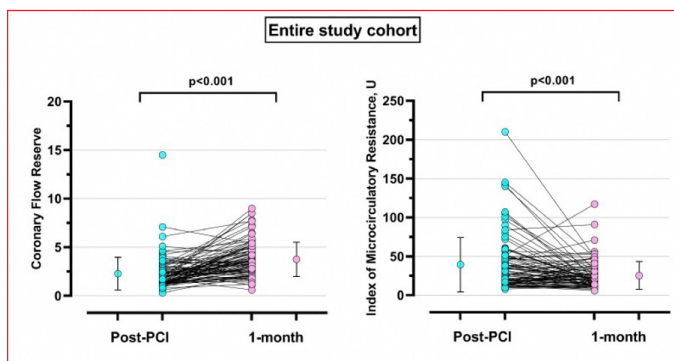 Entire study cohort
p<0.001
Coronary Flow Reserve
20
15
10
5
0
Post-PCI
1-month
p<0.001
Index of Microcirculatory Resistance, U
250
200
150
100
50
0
Post-PCI
1-month